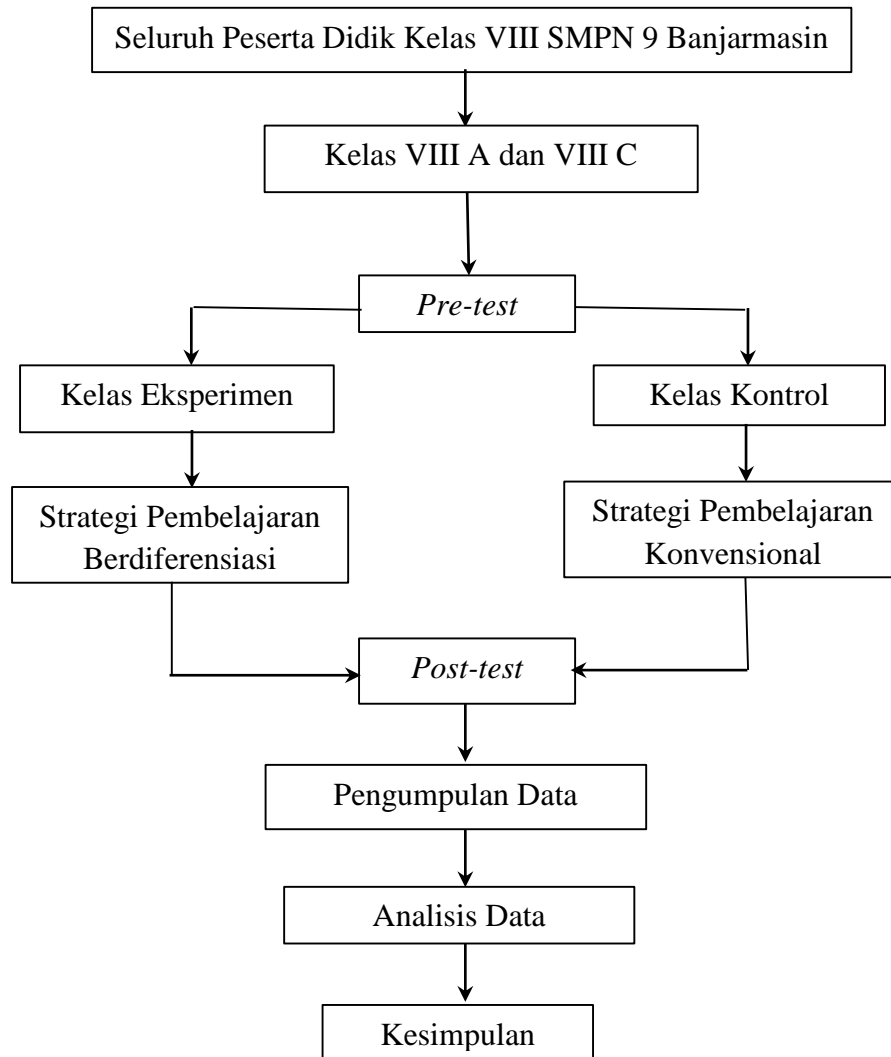 Seluruh Peserta Didik Kelas VIII SMPN 9 Banjarmasin
Kelas VIII A dan VIII C
Pre-test
Kelas Eksperimen
Kelas Kontrol
Strategi Pembelajaran
Berdiferensiasi
Strategi Pembelajaran
Konvensional
Post-test
Pengumpulan Data
Analisis Data
Kesimpulan